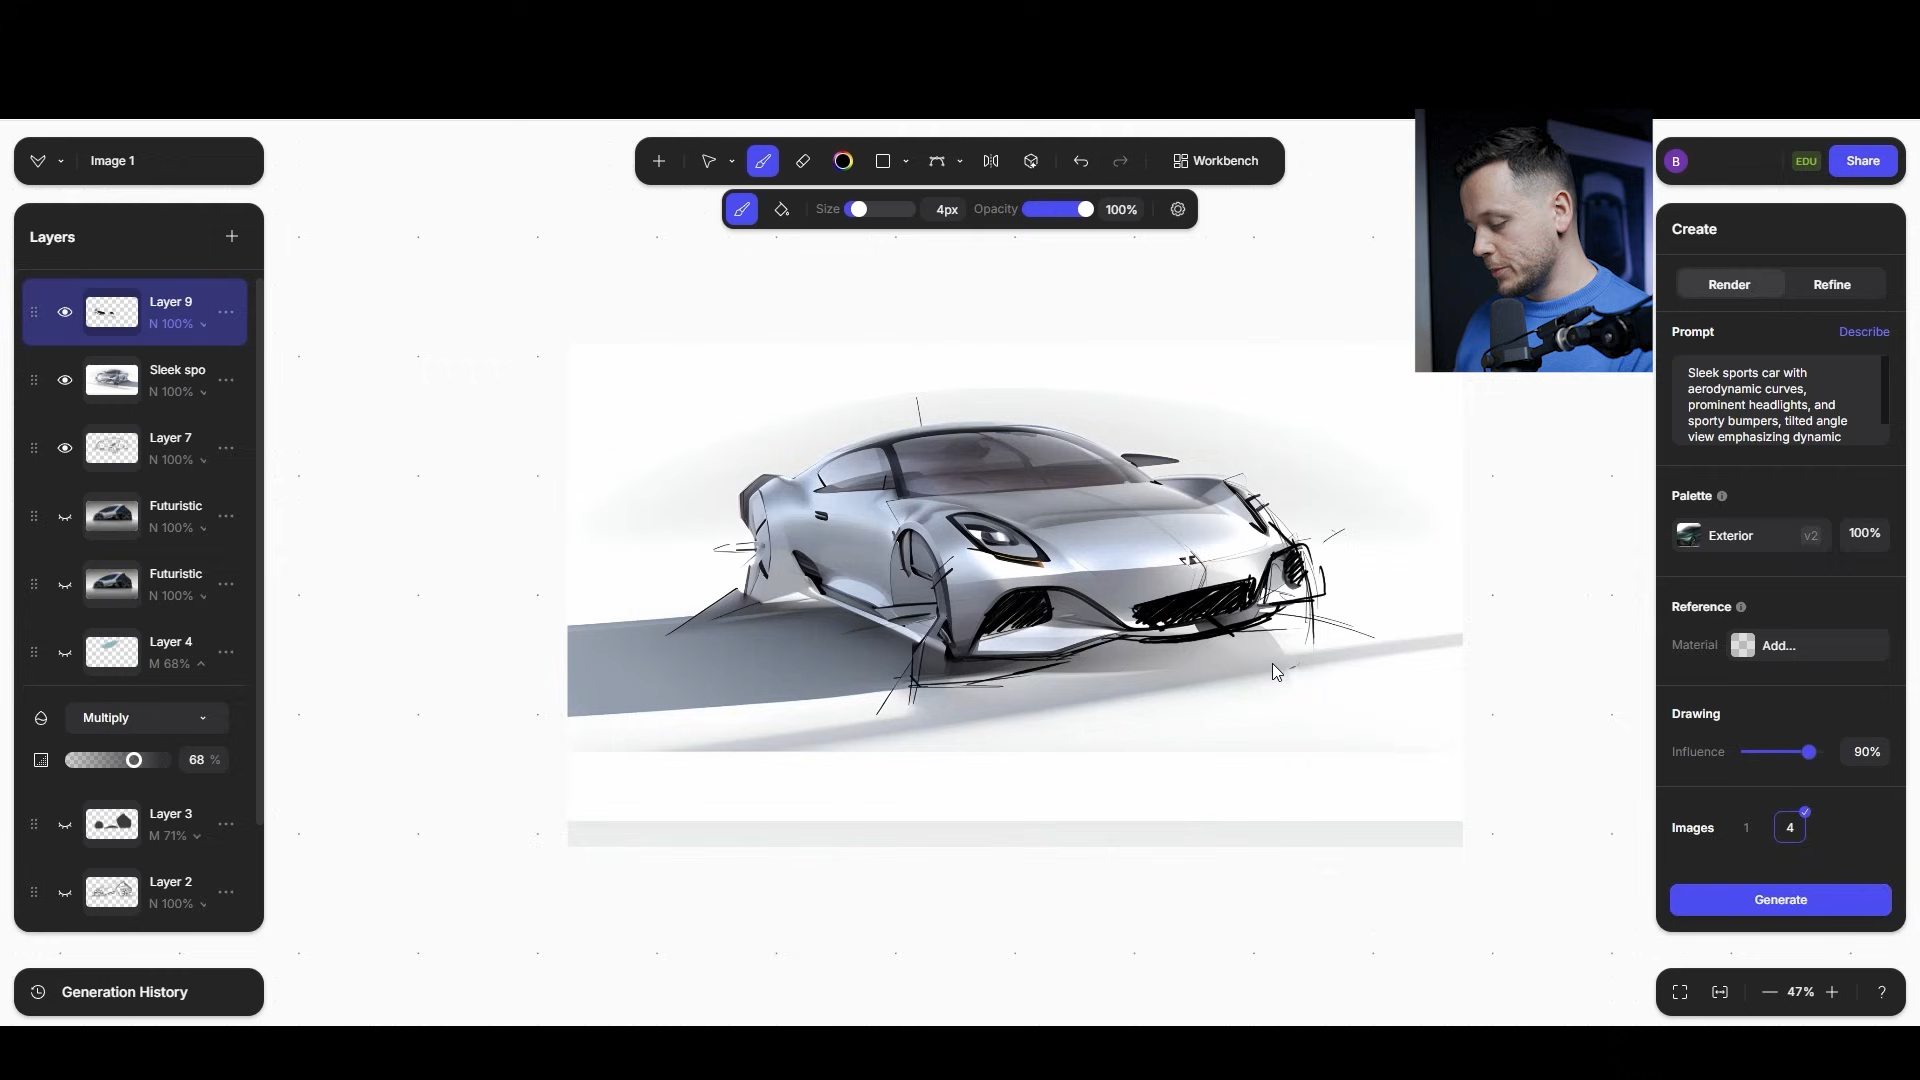 Image 1
Workbench
B
EDU
Share
Size
4px
Opacity
100%
Layers
Layer 9
N 100%
Sleek spo
N 100%
Layer 7
N 100%
Futuristic
N 100%
Futuristic
N 100%
Layer 4
M 68%
Multiply
68 %
Layer 3
M 71%
Layer 2
N 100%
Generation History
Create
Render
Refine
Prompt
Describe
Sleek sports car with
aerodynamic curves,
prominent headlights, and
sporty bumpers, tilted angle
view emphasizing dynamic
Palette
Exterior
v2
100%
Reference
Material
Add...
Drawing
Influence
90%
Images
1
4
Generate
47%
?